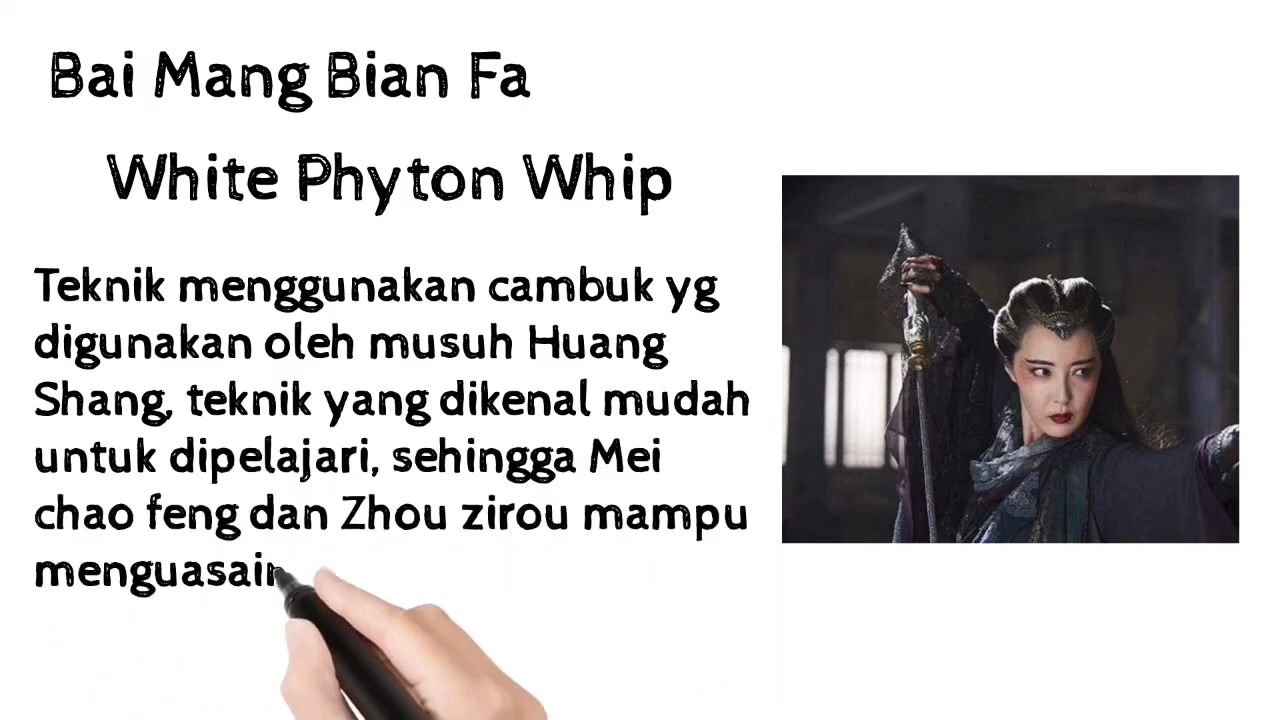 Bai Mang Bian Fa
White Phyton Whip
Teknik menggunakan cambuk yg
digunakan oleh musuh Huang
Shang, teknik yang dikenal mudah
untuk dipelajari, sehingga Mei
chao feng dan Zhou zirou mampu
menguasain